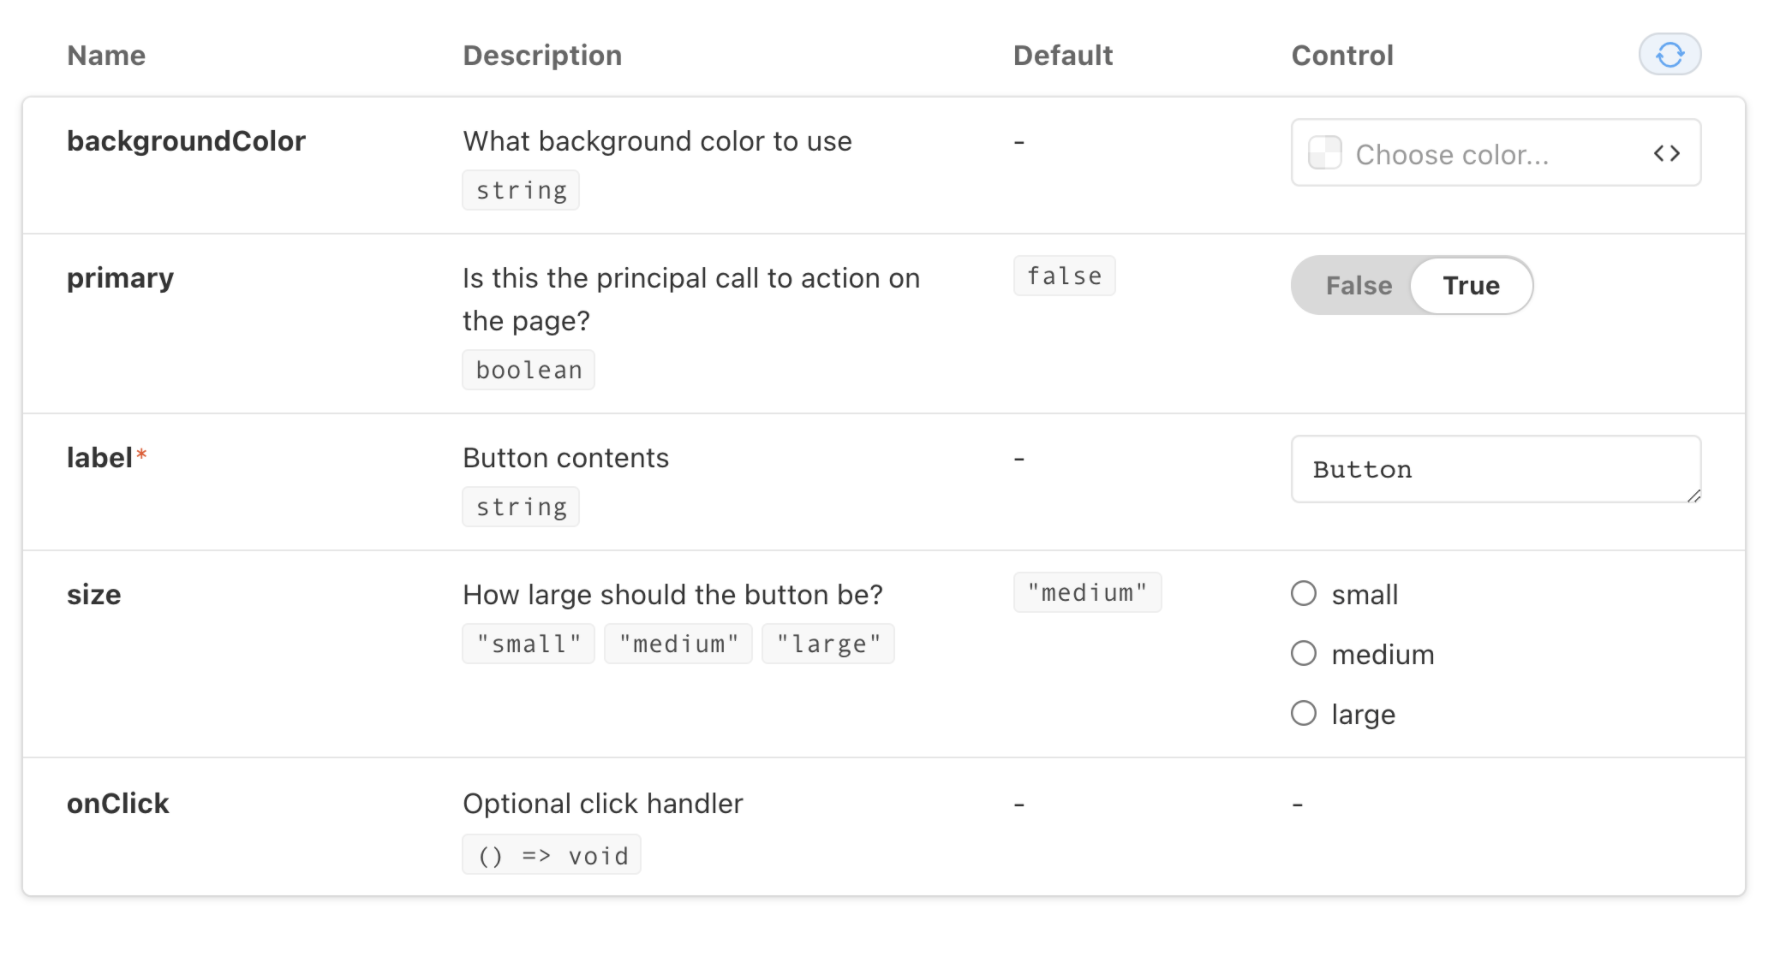 Name Description Default Control
backgroundColor What background color to use - Choose color... <>
string
primary Is this the principal call to action on false False True
the page?
boolean
label* Button contents - Button
string
size How large should the button be? "medium" small
"small" "medium" "large"
medium
large
onClick Optional click handler - -
() => void